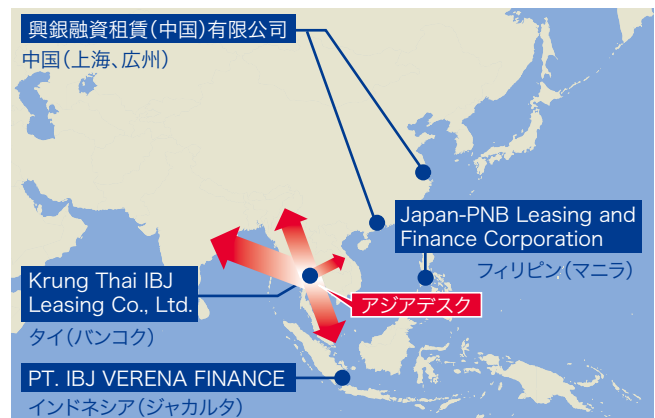 興銀融資租賃（中国）有限公司
中国（上海、広州）
Japan-PNB Leasing and
Finance Corporation
フィリピン（マニラ）
Krung Thai IBJ
Leasing Co., Ltd.
タイ（バンコク）
アジアデスク
PT. IBJ VERENA FINANCE
インドネシア（ジャカルタ）